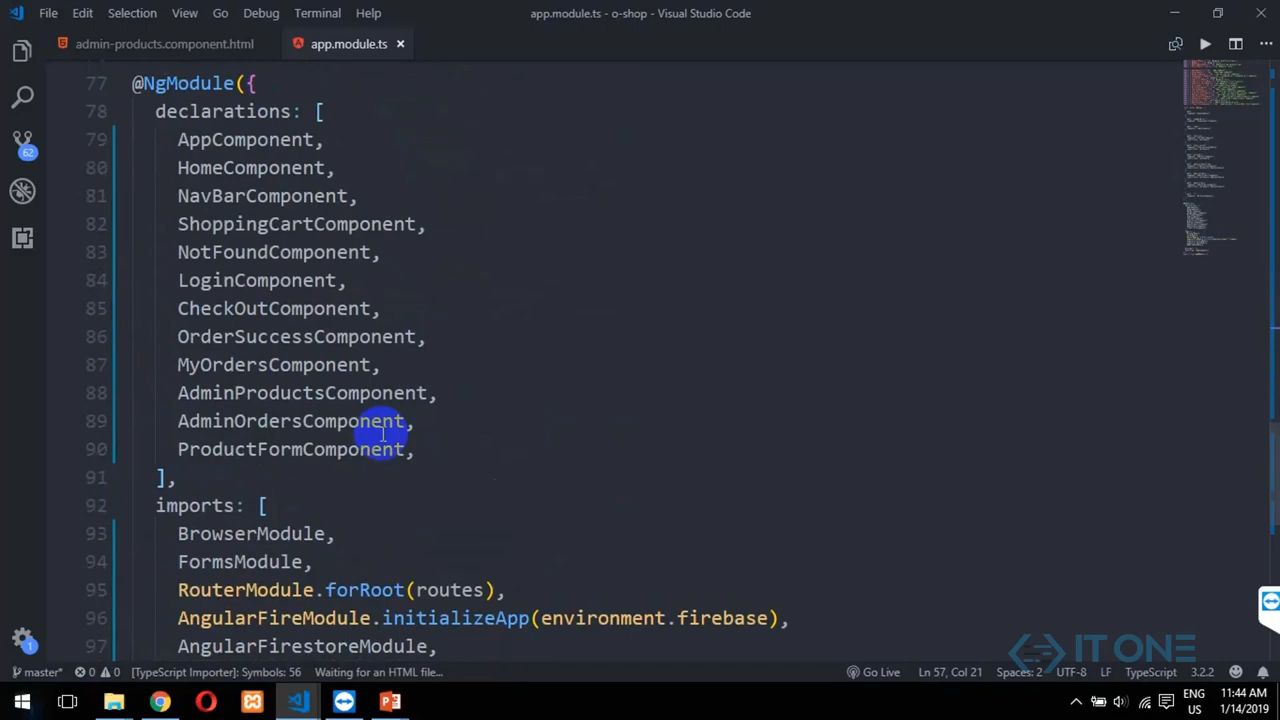 File Edit Selection View Go Debug Terminal Help app.module.ts - o-shop - Visual Studio Code
admin-products.component.html app.module.ts
77 @NgModule({
78 declarations: [
79 AppComponent,
80 HomeComponent,
81 NavBarComponent,
82 ShoppingCartComponent,
83 NotFoundComponent,
84 LoginComponent,
85 CheckOutComponent,
86 OrderSuccessComponent,
87 MyOrdersComponent,
88 AdminProductsComponent,
89 AdminOrdersComponent,
90 ProductFormComponent,
91 ],
92 imports: [
93 BrowserModule,
94 FormsModule,
95 RouterModule.forRoot(routes),
96 AngularFireModule.initializeApp(environment.firebase),
97 AngularFirestoreModule,
62
1
IT ONE
master* 0 0 [TypeScript Importer]: Symbols: 56 Waiting for an HTML file... Go Live Ln 57, Col 21 Spaces: 2 UTF-8 LF TypeScript 3.2.2
ENG 11:44 AM
US 1/14/2019